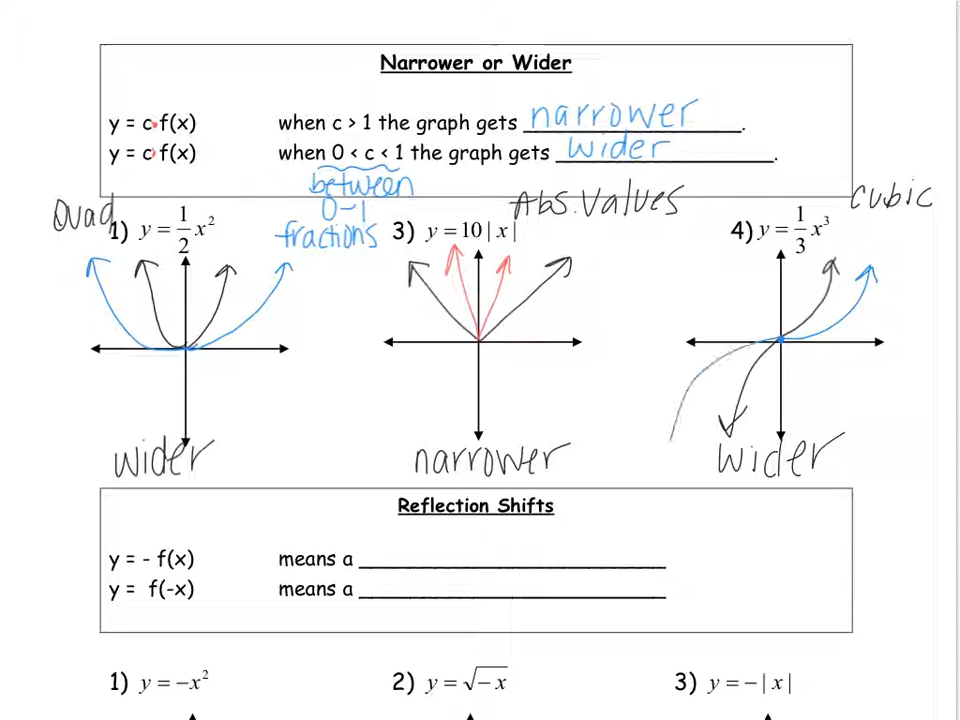 Narrower or Wider
y = c·f(x) when c > 1 the graph gets narrower.
y = c·f(x) when 0 < c < 1 the graph gets wider.
between
0-1
fractions
Quad
Abs. Values
cubic
1) y = 1/2 x²
3) y = 10 | x |
4) y = 1/3 x³
wider
narrower
wider
Reflection Shifts
y = - f(x) means a ____________________
y = f(-x) means a ____________________
1) y = −x²
2) y = √−x
3) y = − | x |